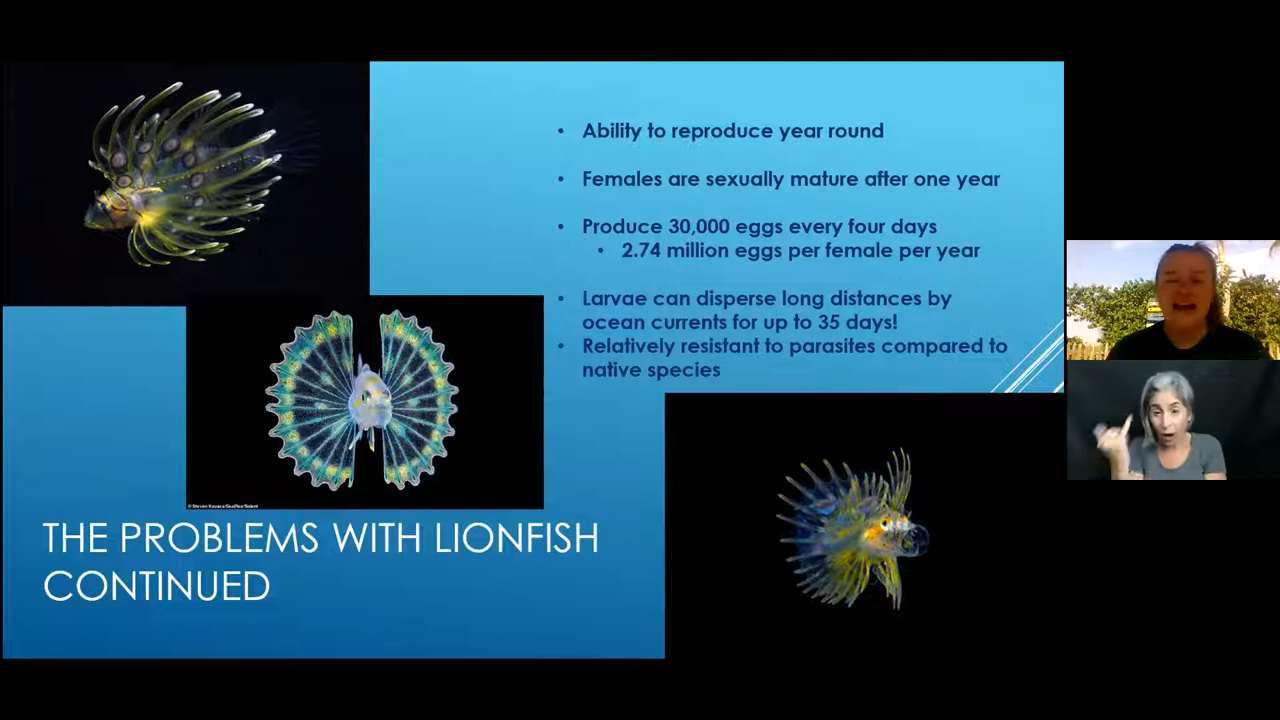 • Ability to reproduce year round
• Females are sexually mature after one year
• Produce 30,000 eggs every four days
• 2.74 million eggs per female per year
• Larvae can disperse long distances by
ocean currents for up to 35 days!
• Relatively resistant to parasites compared to
native species
THE PROBLEMS WITH LIONFISH
CONTINUED